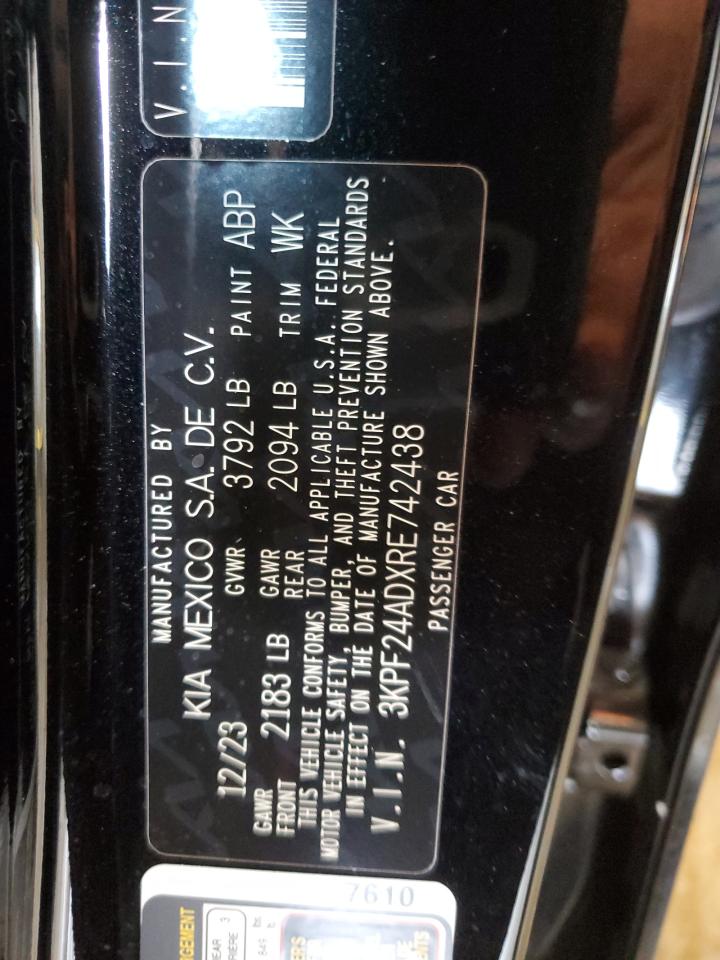 V.I.N
MANUFACTURED BY
KIA MEXICO S.A. DE C.V.
12/23 GVWR 3792 LB PAINT ABP
GAWR FRONT 2183 LB GAWR REAR 2094 LB TRIM WK
THIS VEHICLE CONFORMS TO ALL APPLICABLE U.S.A. FEDERAL
MOTOR VEHICLE SAFETY, BUMPER, AND THEFT PREVENTION STANDARDS
IN EFFECT ON THE DATE OF MANUFACTURE SHOWN ABOVE.
V.I.N. 3KPF24ADXRE742438
PASSENGER CAR
7610
3